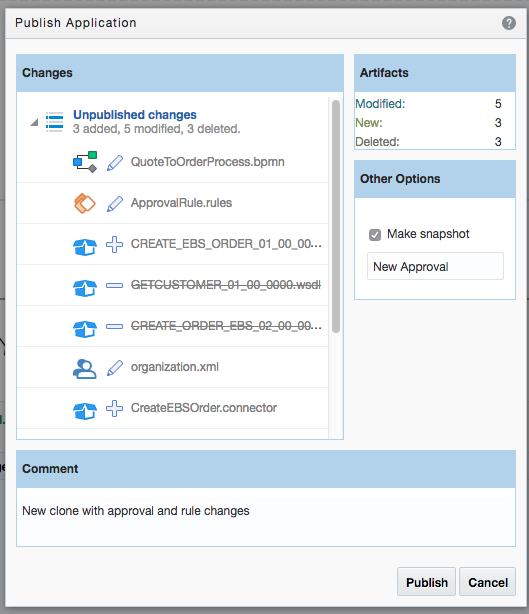 Publish Application
?
Changes
Unpublished changes
3 added, 5 modified, 3 deleted.
QuoteToOrderProcess.bpmn
ApprovalRule.rules
CREATE_EBS_ORDER_01_00_00...
GETCUSTOMER_01_00_0000.wsdl
CREATE_ORDER_EBS_02_00_00...
organization.xml
CreateEBSOrder.connector
Artifacts
Modified: 5
New: 3
Deleted: 3
Other Options
Make snapshot
New Approval
Comment
New clone with approval and rule changes
Publish
Cancel